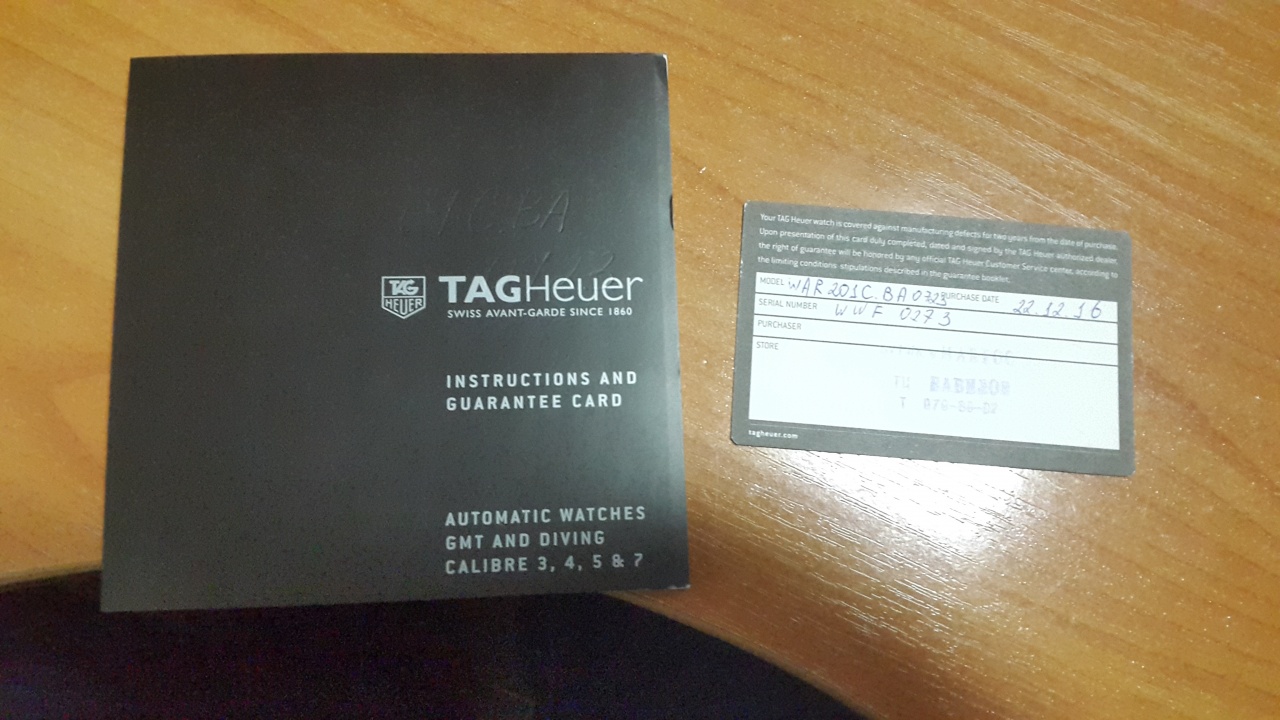 C.BA
TAG
HEUER
TAGHeuer
SWISS AVANT-GARDE SINCE 1860
INSTRUCTIONS AND
GUARANTEE CARD
AUTOMATIC WATCHES
GMT AND DIVING
CALIBRE 3, 4, 5 & 7
Your TAG Heuer watch is covered against manufacturing defects for two years from the date of purchase.
Upon presentation of this card duly completed, dated and signed by the TAG Heuer authorized dealer,
the right of guarantee will be honored by any official TAG Heuer Customer Service center, according to
the limiting conditions stipulations described in the guarantee booklet.
MODEL WAR201C.BA0723 PURCHASE DATE 22.12.16
SERIAL NUMBER WWF 0273
PURCHASER
STORE
T
tagheuer.com